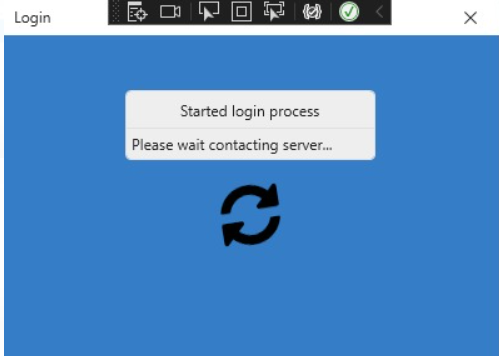 Login
Started login process
Please wait contacting server...